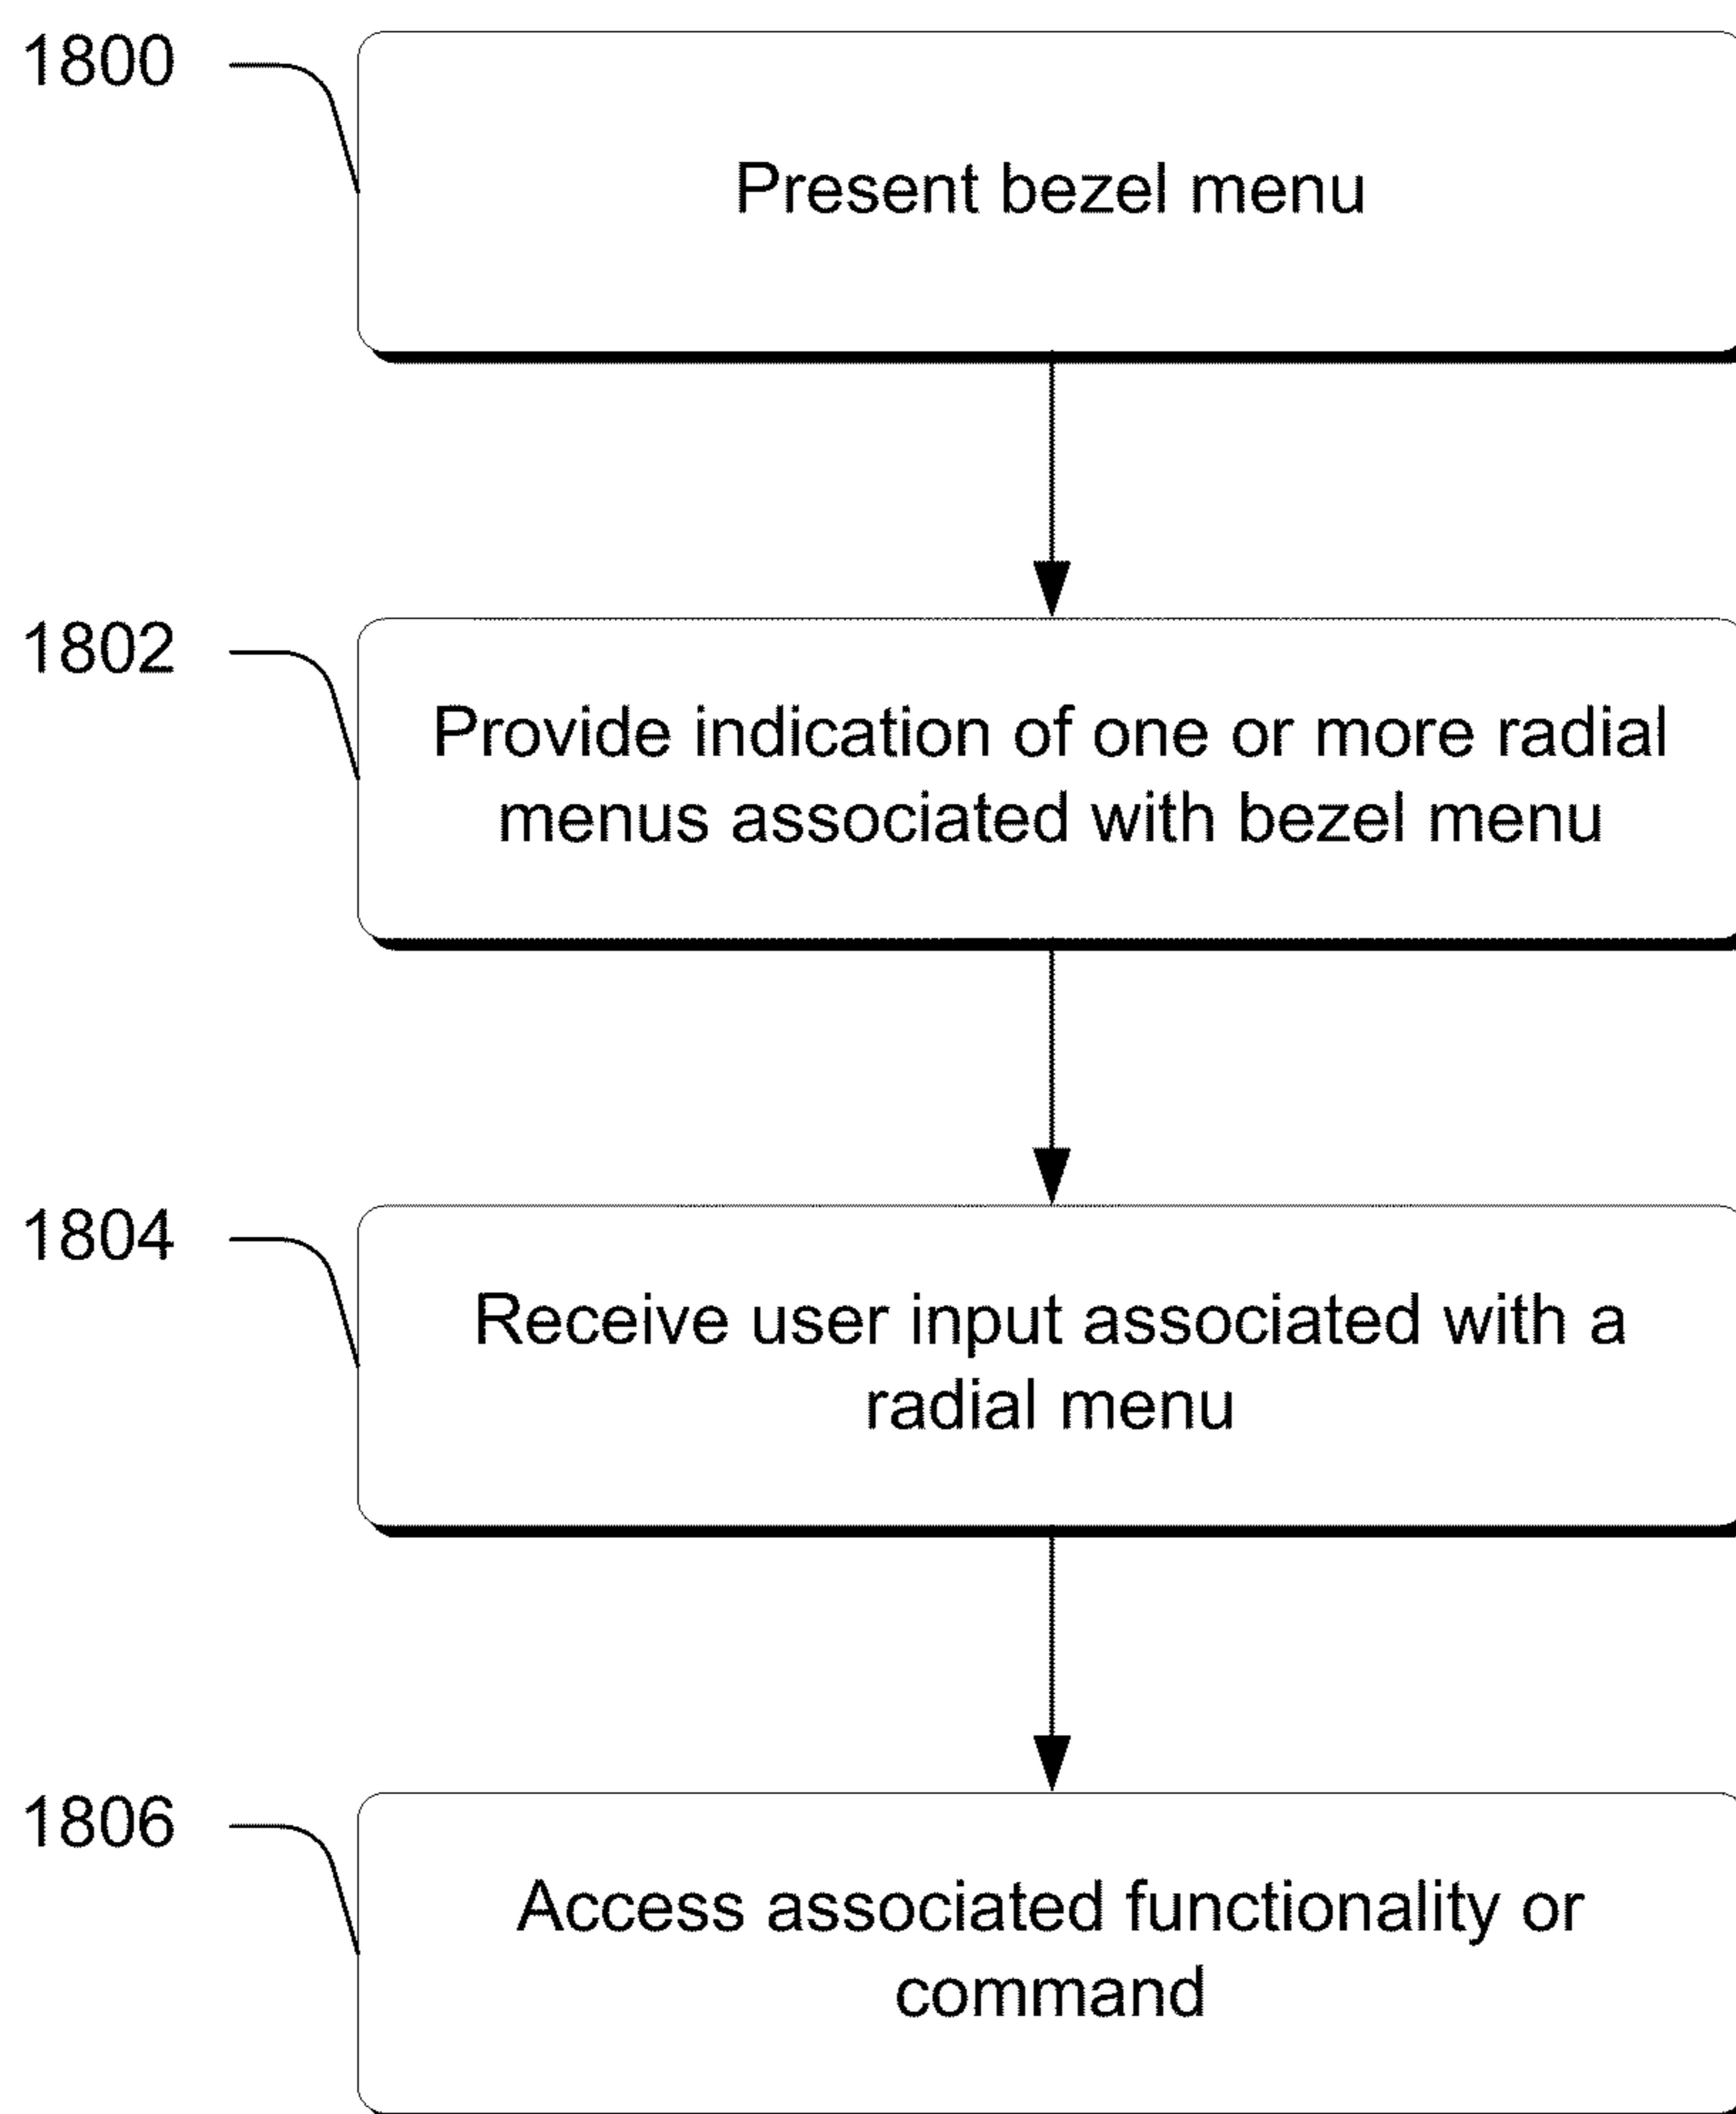 1800
Present bezel menu
1802
Provide indication of one or more radial
menus associated with bezel menu
1804
Receive user input associated with a
radial menu
1806
Access associated functionality or
command